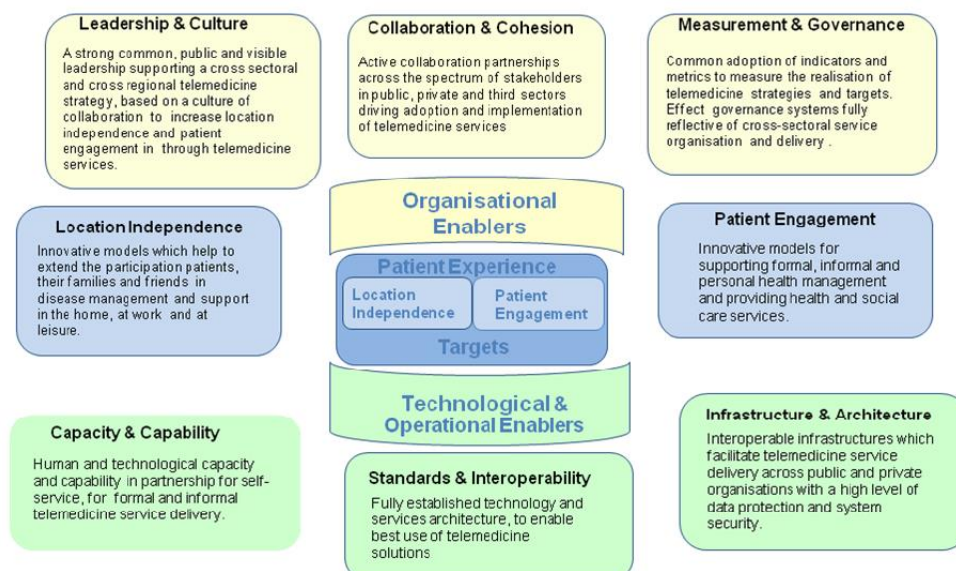 Leadership & Culture
A strong common, public and visible
leadership supporting a cross sectoral
and cross regional telemedicine
strategy, based on a culture of
collaboration to increase location
independence and patient
engagement in through telemedicine
services.
Collaboration & Cohesion
Active collaboration partnerships
across the spectrum of stakeholders
in public, private and third sectors
driving adoption and implementation
of telemedicine services
Measurement & Governance
Common adoption of indicators and
metrics to measure the realisation of
telemedicine strategies and targets.
Effect governance systems fully
reflective of cross-sectoral service
organisation and delivery .
Location Independence
Innovative models which help to
extend the participation patients,
their families and friends in
disease management and support
in the home, at work and at
leisure.
Organisational
Enablers
Patient Experience
Location
Independence
Patient
Engagement
Targets
Technological &
Operational Enablers
Patient Engagement
Innovative models for
supporting formal, informal and
personal health management
and providing health and social
care services.
Capacity & Capability
Human and technological capacity
and capability in partnership for self-
service, for formal and informal
telemedicine service delivery.
Standards & Interoperability
Fully established technology and
services architecture, to enable
best use of telemedicine
solutions
Infrastructure & Architecture
Interoperable infrastructures which
facilitate telemedicine service
delivery across public and private
organisations with a high level of
data protection and system
security.